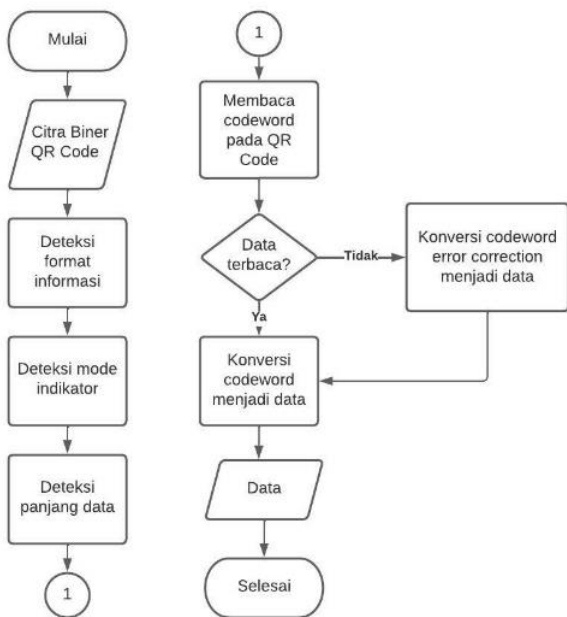 Mulai
Citra Biner
QR Code
Deteksi
format
informasi
Deteksi mode
indikator
Deteksi
panjang data
1
1
Membaca
codeword
pada QR
Code
Data
terbaca?
Tidak
Konversi codeword
error correction
menjadi data
Ya
Konversi
codeword
menjadi data
Data
Selesai